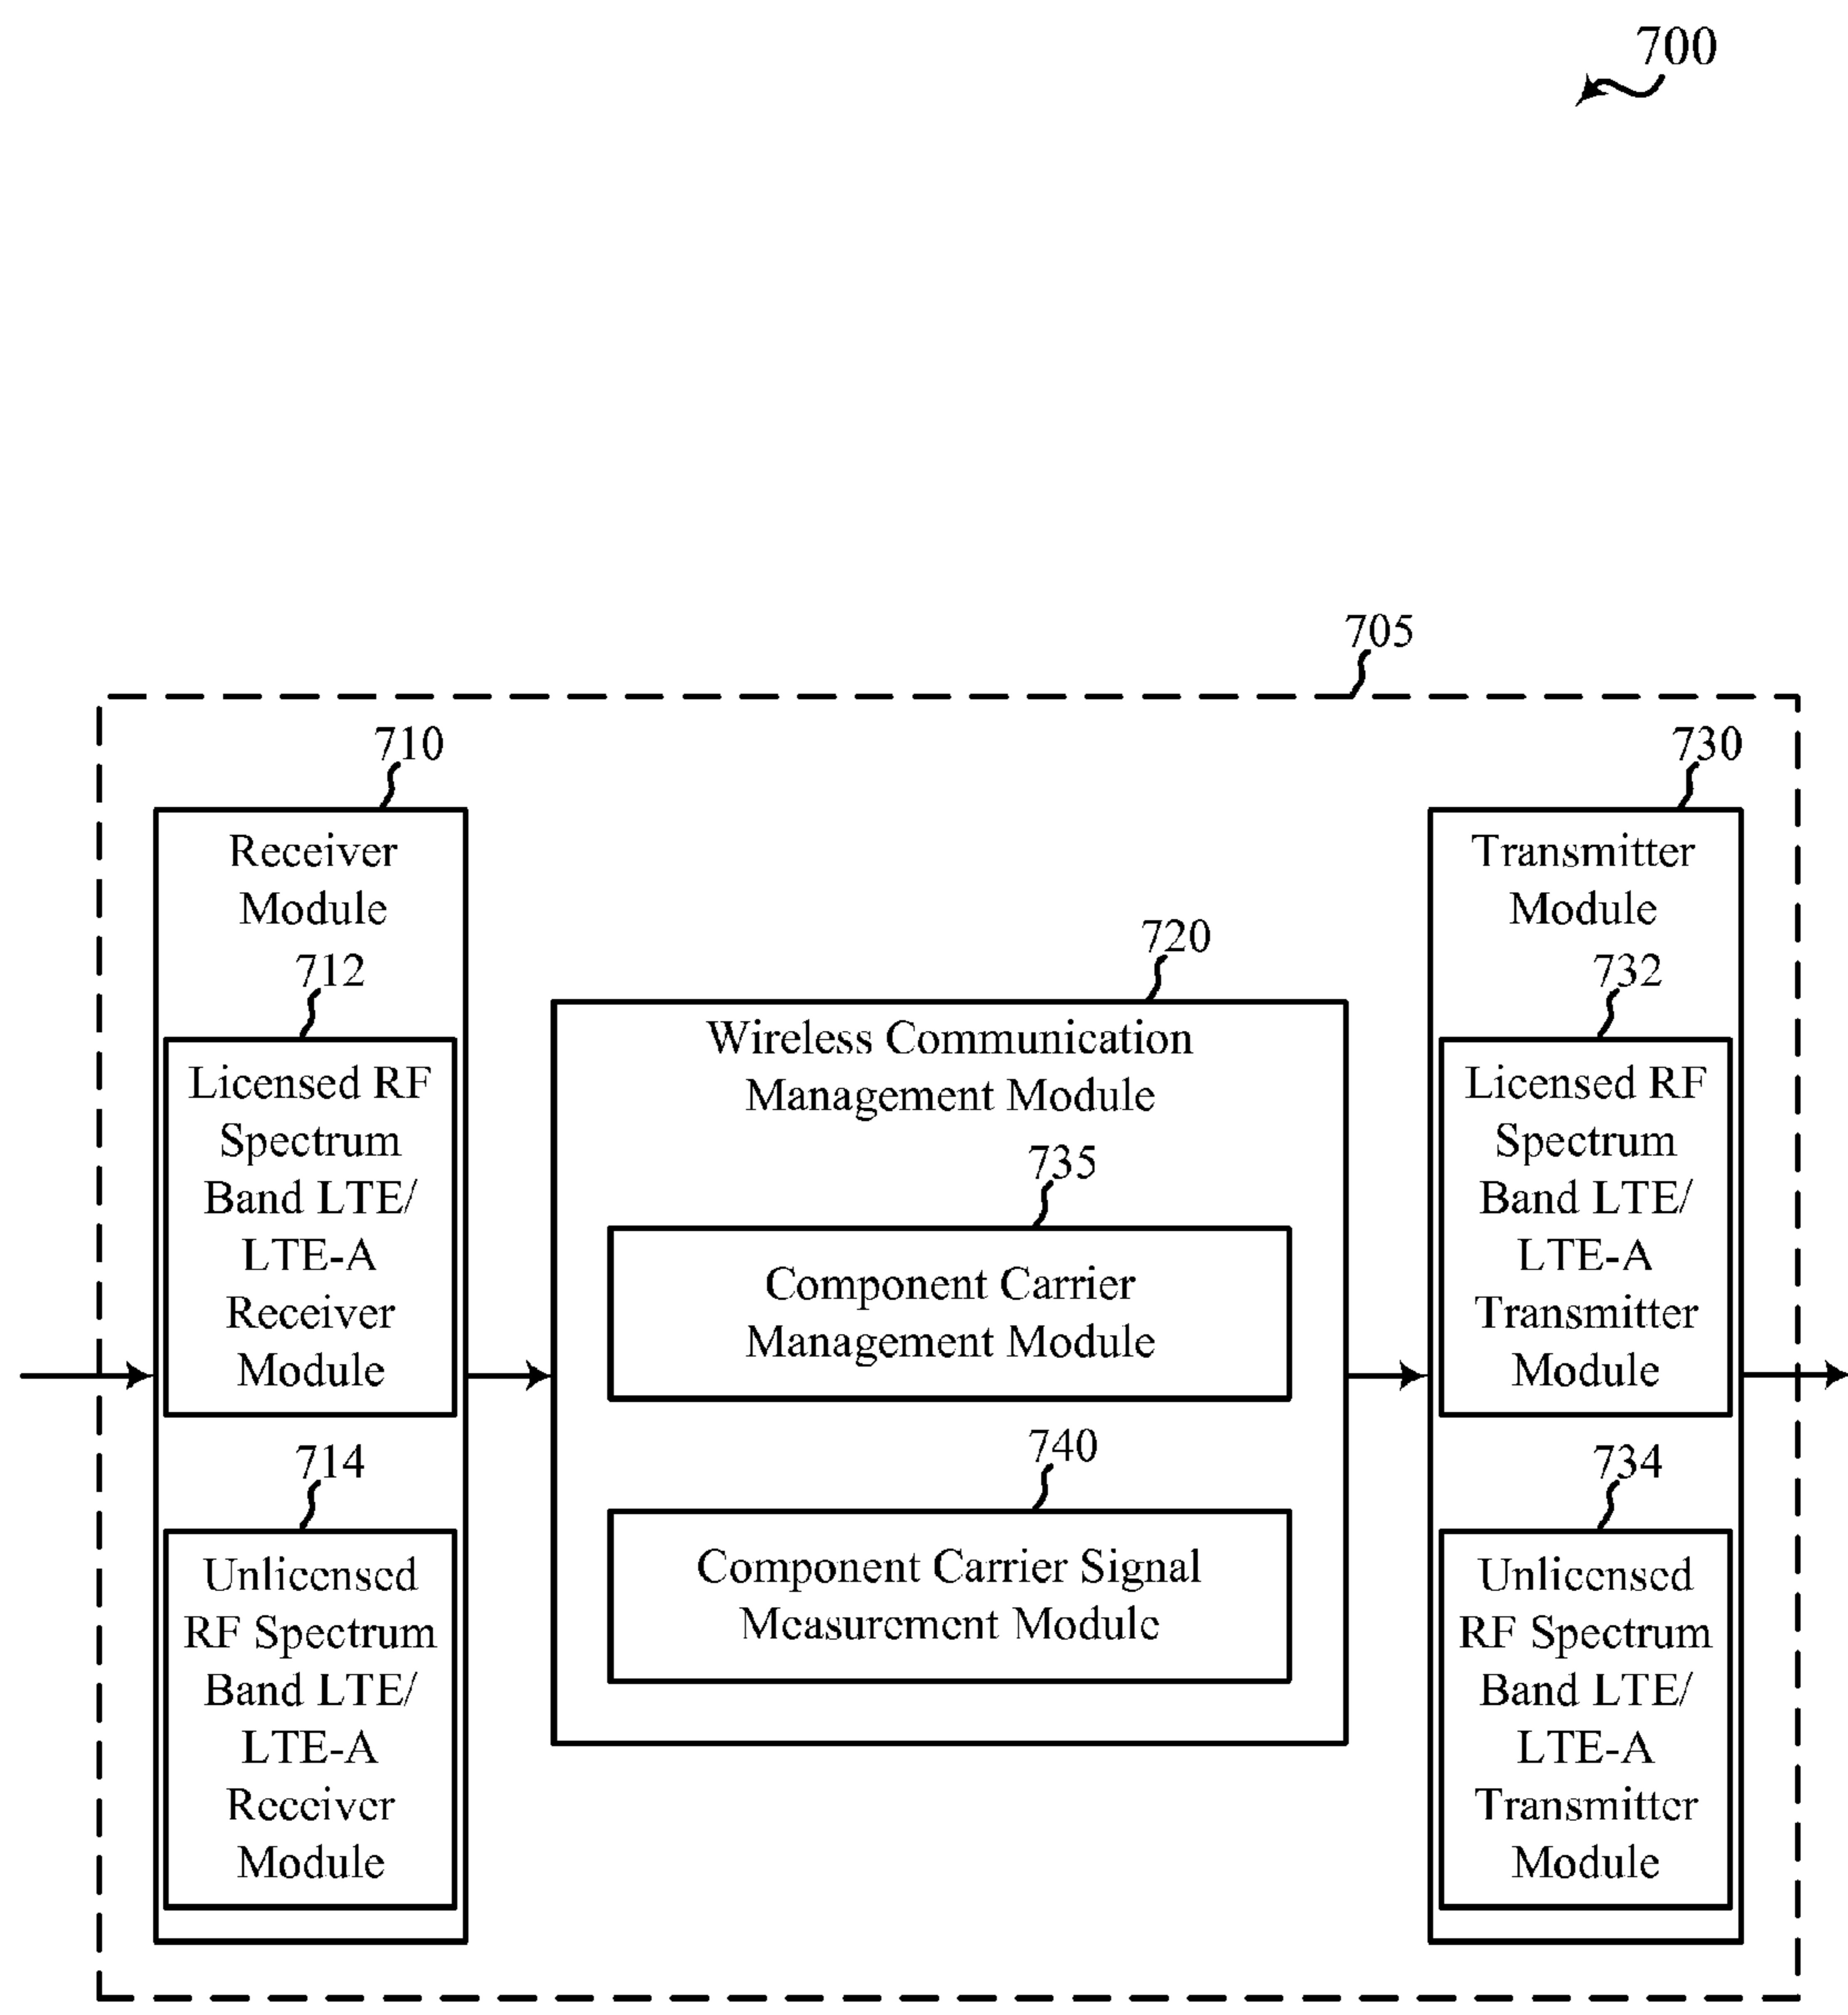 700
705
710
Receiver
Module
712
Licensed RF
Spectrum
Band LTE/
LTE-A
Receiver
Module
714
Unlicensed
RF Spectrum
Band LTE/
LTE-A
Receiver
Module
720
Wireless Communication
Management Module
735
Component Carrier
Management Module
740
Component Carrier Signal
Measurement Module
730
Transmitter
Module
732
Licensed RF
Spectrum
Band LTE/
LTE-A
Transmitter
Module
734
Unlicensed
RF Spectrum
Band LTE/
LTE-A
Transmitter
Module